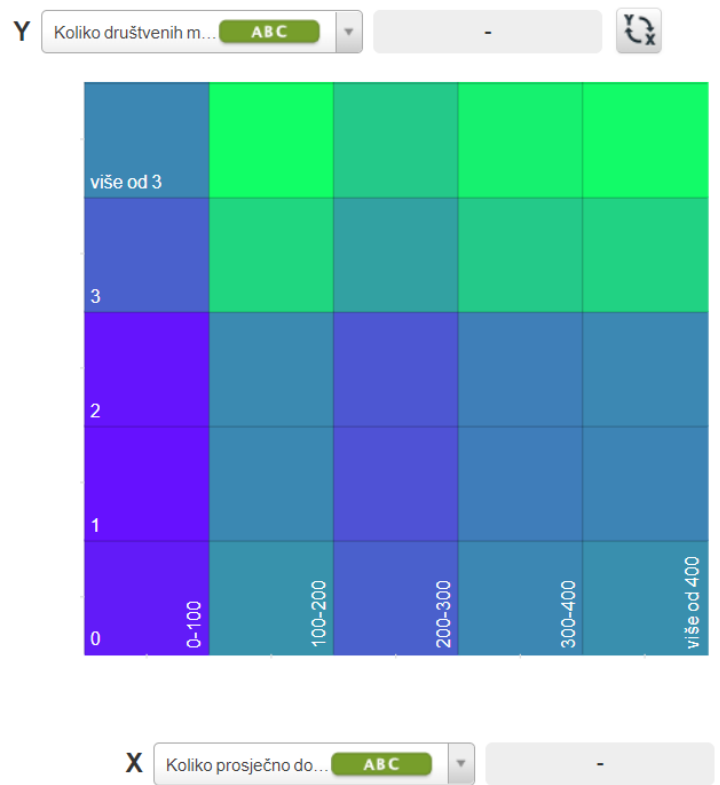 Y Koliko društvenih m... ABC -
Y
X
više od 3
3
2
1
0
0-100
100-200
200-300
300-400
više od 400
X Koliko prosječno do... ABC -